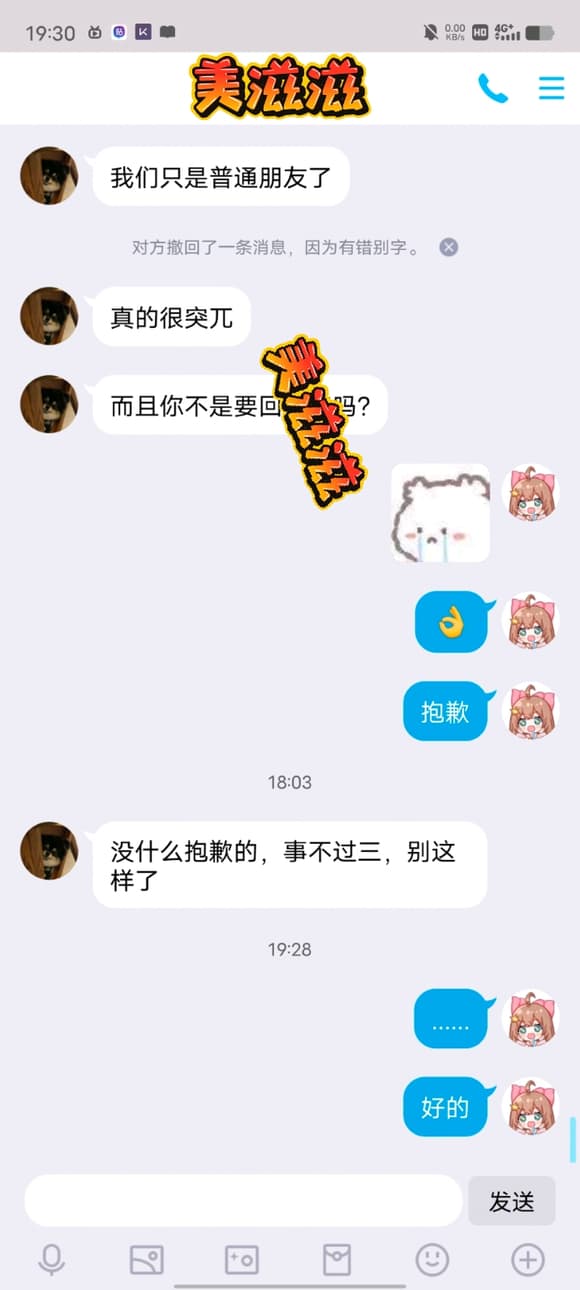 19:30
0.00
KB/s
HD
4G+
美滋滋
我们只是普通朋友了
对方撤回了一条消息，因为有错别字。
真的很突兀
而且你不是要回
吗？
美滋滋
抱歉
18:03
没什么抱歉的，事不过三，别这
样了
19:28
......
好的
发送